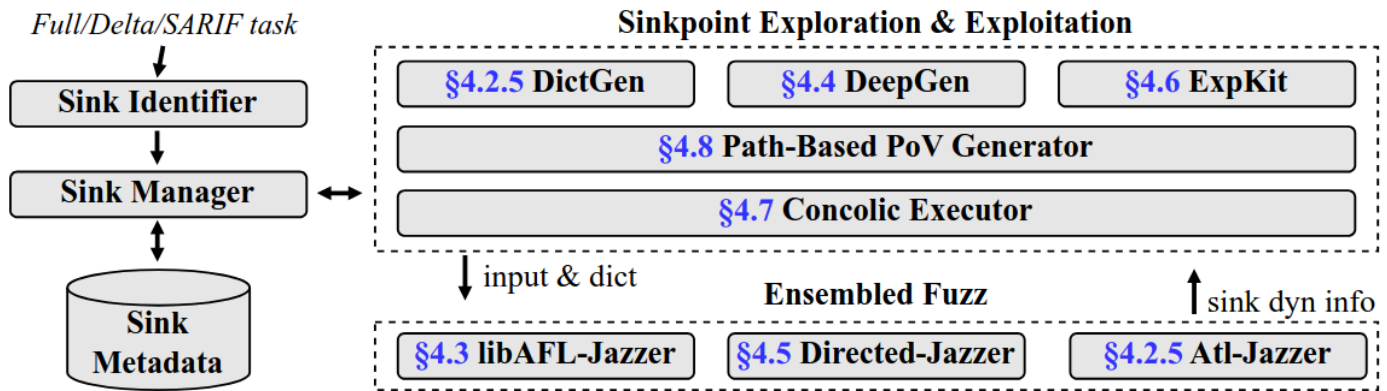 Full/Delta/SARIF task
Sink Identifier
Sink Manager
Sink
Metadata
Sinkpoint Exploration & Exploitation
§4.2.5 DictGen
§4.4 DeepGen
§4.6 ExpKit
§4.8 Path-Based PoV Generator
§4.7 Concolic Executor
input & dict
Ensembled Fuzz
sink dyn info
§4.3 libAFL-Jazzer
§4.5 Directed-Jazzer
§4.2.5 Atl-Jazzer